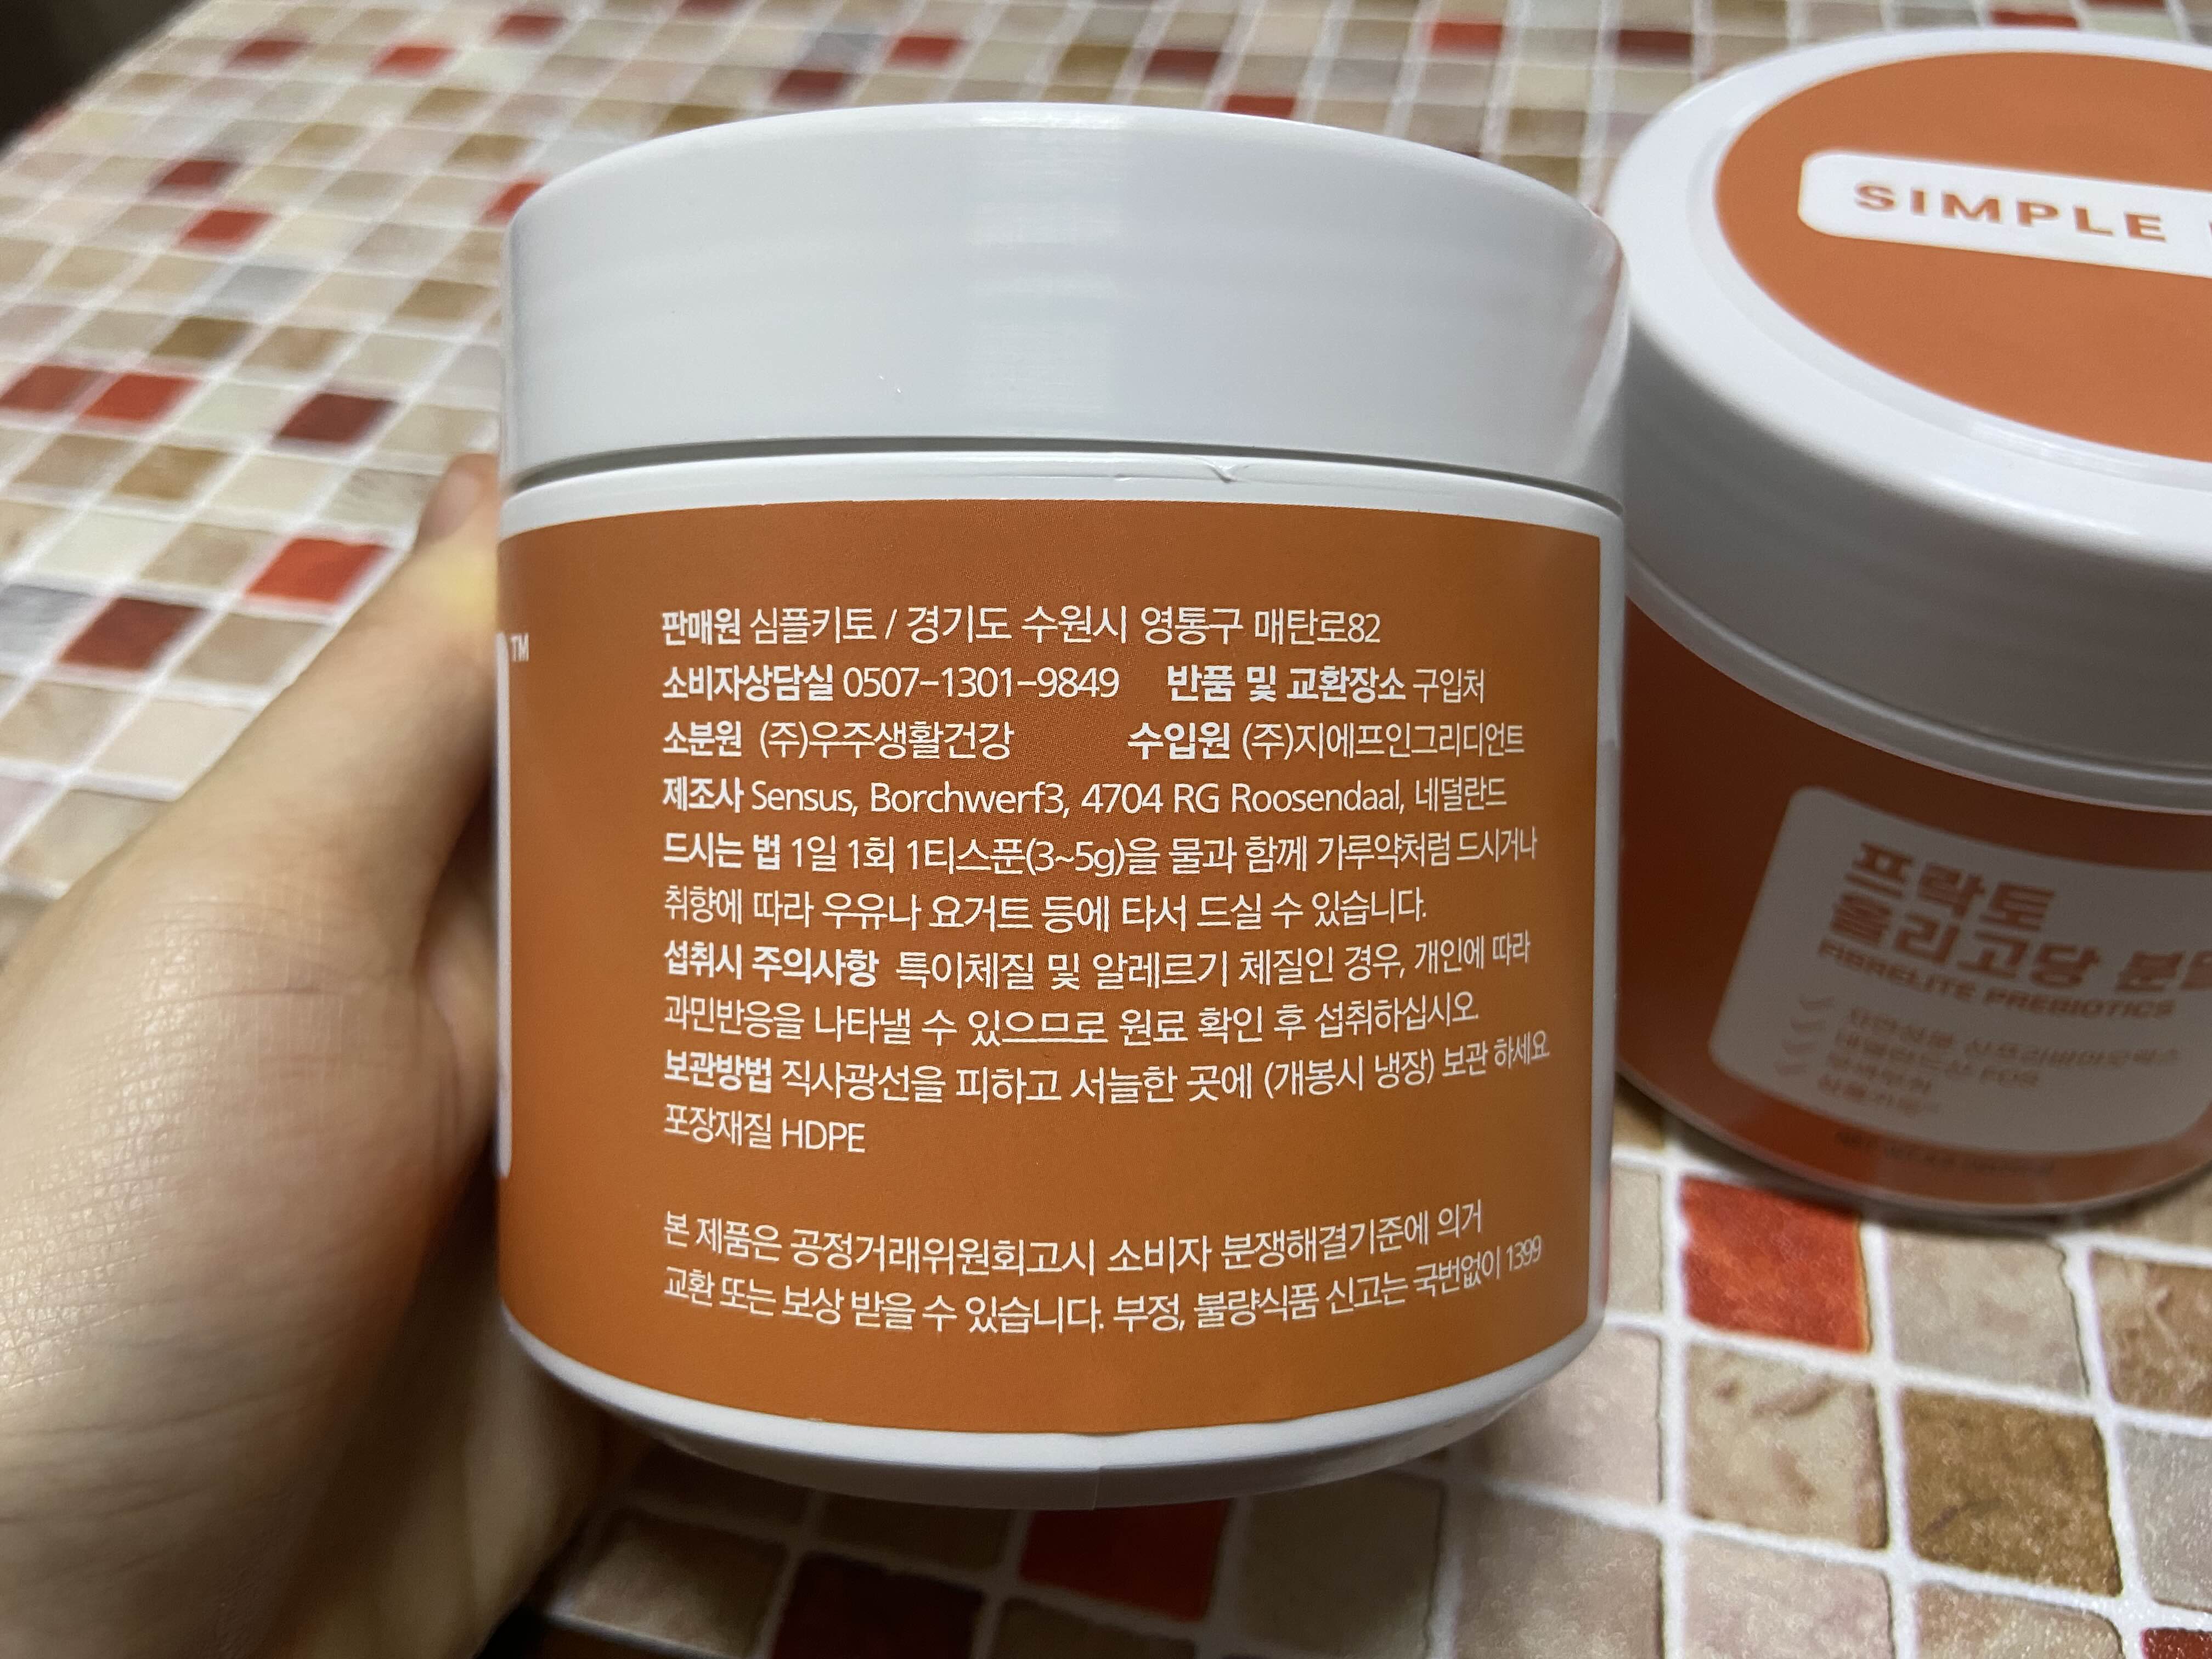 판매원 심플키토 / 경기도 수원시 영통구 매탄로82
소비자상담실 0507-1301-9849 반품 및 교환장소 구입처
소분원 (주)우주생활건강 수입원 (주)지에프인그리디언트
제조사 Sensus, Borchwerf3, 4704 RG Roosendaal, 네덜란드
드시는 법 1일 1회 1티스푼(3~5g)을 물과 함께 가루약처럼 드시거나
취향에 따라 우유나 요거트 등에 타서 드실 수 있습니다.
섭취시 주의사항 특이체질 및 알레르기 체질인 경우, 개인에 따라
과민반응을 나타낼 수 있으므로 원료 확인 후 섭취하십시오.
보관방법 직사광선을 피하고 서늘한 곳에 (개봉시 냉장) 보관 하세요.
포장재질 HDPE
본 제품은 공정거래위원회고시 소비자 분쟁해결기준에 의거
교환 또는 보상 받을 수 있습니다. 부정, 불량식품 신고는 국번없이 1399
TM
SIMPLE
프락토
올리고당 분말
FIBRELITE PREBIOTICS